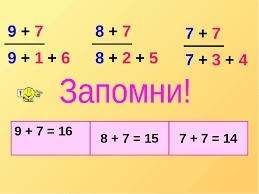 9 + 7 8 + 7 7 + 7
9 + 1 + 6 8 + 2 + 5 7 + 3 + 4
Запомни!
9 + 7 = 16 8 + 7 = 15 7 + 7 = 14